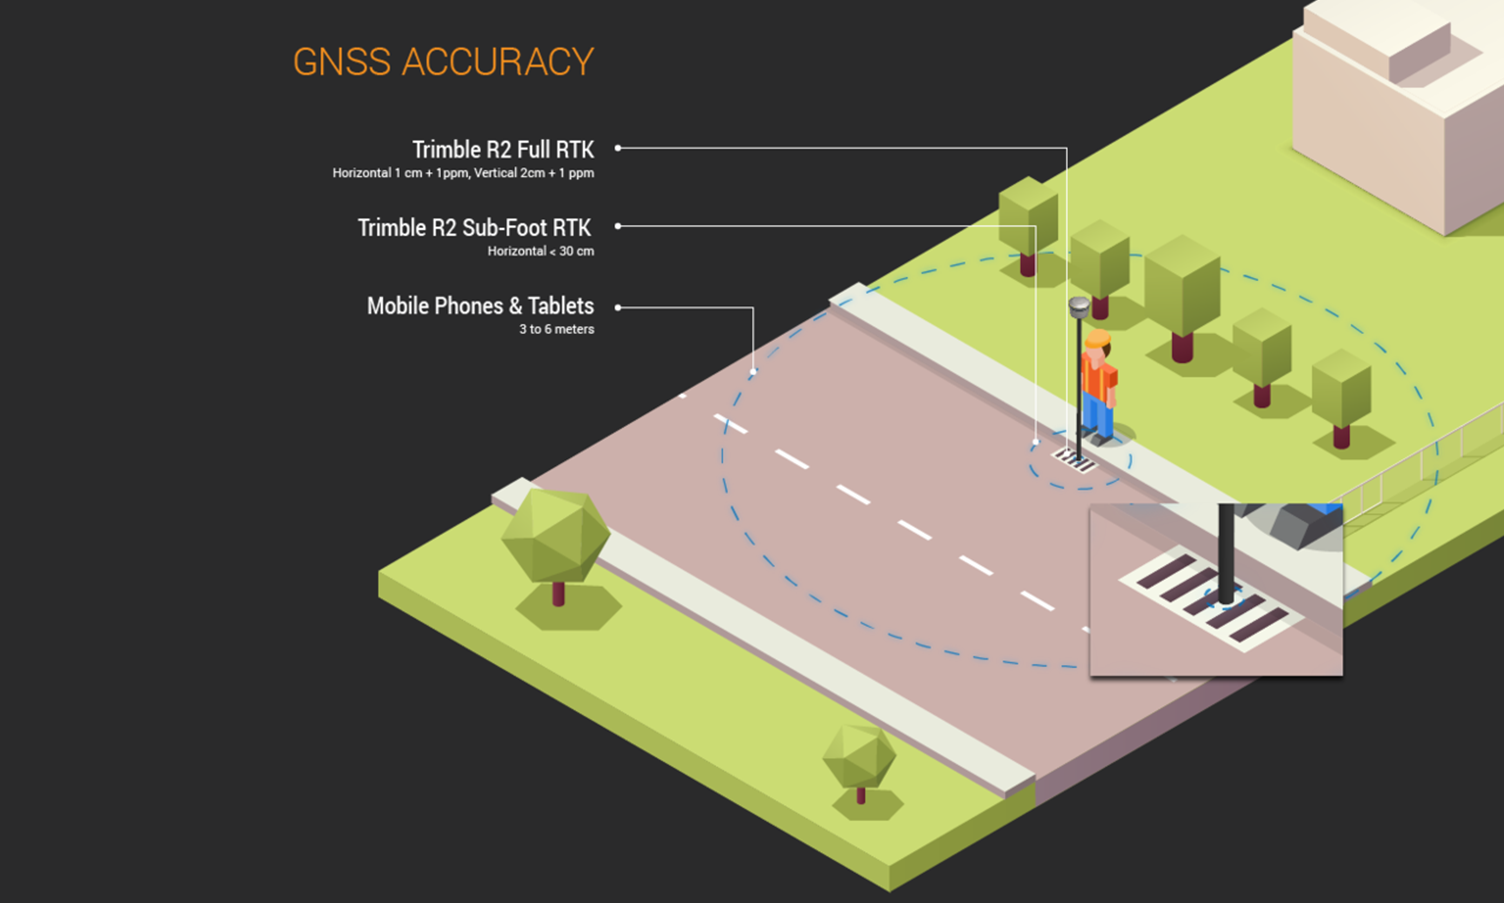 GNSS ACCURACY
Trimble R2 Full RTK
Horizontal 1 cm + 1ppm, Vertical 2cm + 1 ppm
Trimble R2 Sub-Foot RTK
Horizontal < 30 cm
Mobile Phones & Tablets
3 to 6 meters